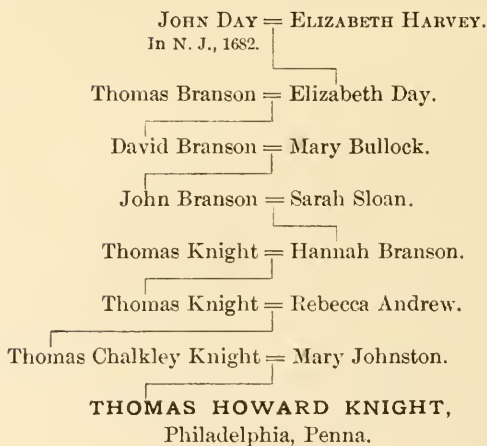 JOHN DAY = ELIZABETH HARVEY.
IN N. J., 1682.
Thomas Branson = Elizabeth Day.
David Branson = Mary Bullock.
John Branson = Sarah Sloan.
Thomas Knight = Hannah Branson.
Thomas Knight = Rebecca Andrew.
Thomas Chalkley Knight = Mary Johnston.
THOMAS HOWARD KNIGHT,
Philadelphia, Penna.